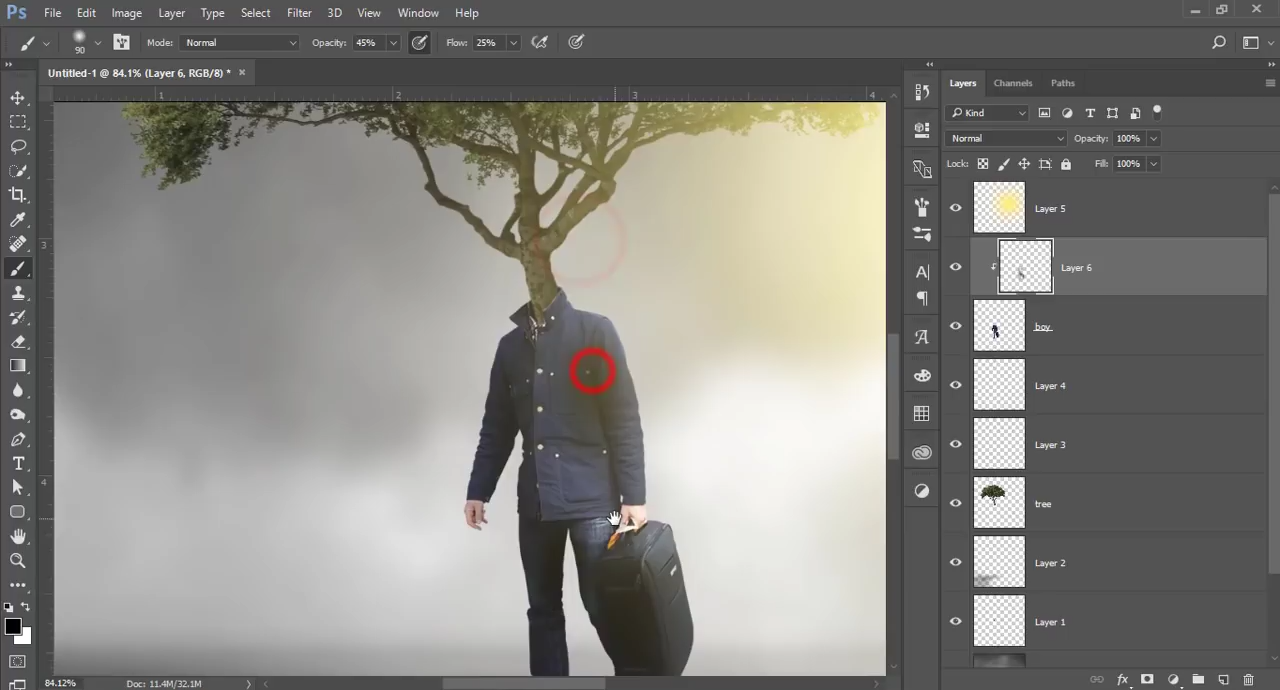 Ps File Edit Image Layer Type Select Filter 3D View Window Help
90 Mode: Normal Opacity: 45% Flow: 25%
Untitled-1 @ 84.1% (Layer 6, RGB/8) * ×
Layers Channels Paths
1 2 3 4
Kind T
Normal Opacity: 100%
Lock: Fill: 100%
Layer 5
3
Layer 6
A
boy
A
Layer 4
Layer 3
T
4
tree
Layer 2
Layer 1
84.12% Doc: 11.4M/32.1M
fx